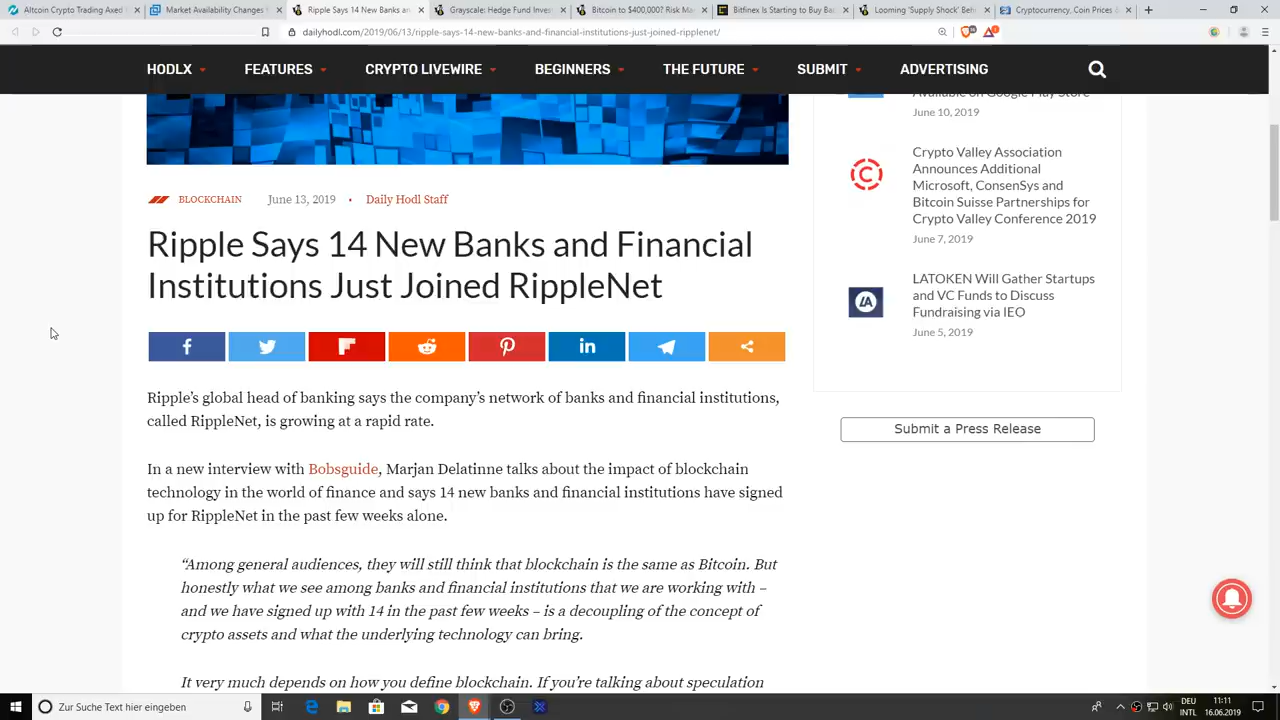 Altcoin Crypto Trading Axed B
Market Availability Changes
Ripple Says 14 New Banks an
Grayscale: Hedge Fund Inves
Bitcoin to $400,000? Risk Ma
Bitfinex Is Starting to Buy Ba
Looming 'Supply Shock' Beh
Cryptocurrency, Coin Prices &
dailyhodl.com/2019/06/13/ripple-says-14-new-banks-and-financial-institutions-just-joined-ripplenet/
HODLX
FEATURES
CRYPTO LIVEWIRE
BEGINNERS
THE FUTURE
SUBMIT
ADVERTISING
Available on Google Play Store
June 10, 2019
Crypto Valley Association
Announces Additional
Microsoft, ConsenSys and
Bitcoin Suisse Partnerships for
Crypto Valley Conference 2019
June 7, 2019
LATOKEN Will Gather Startups
and VC Funds to Discuss
Fundraising via IEO
June 5, 2019
Submit a Press Release
BLOCKCHAIN June 13, 2019 • Daily Hodl Staff
Ripple Says 14 New Banks and Financial
Institutions Just Joined RippleNet
Ripple's global head of banking says the company's network of banks and financial institutions,
called RippleNet, is growing at a rapid rate.
In a new interview with Bobsguide, Marjan Delatinne talks about the impact of blockchain
technology in the world of finance and says 14 new banks and financial institutions have signed
up for RippleNet in the past few weeks alone.
“Among general audiences, they will still think that blockchain is the same as Bitcoin. But
honestly what we see among banks and financial institutions that we are working with –
and we have signed up with 14 in the past few weeks – is a decoupling of the concept of
crypto assets and what the underlying technology can bring.
It very much depends on how you define blockchain. If you're talking about speculation
Zur Suche Text hier eingeben
DEU
INTL
11:11
16.06.2019